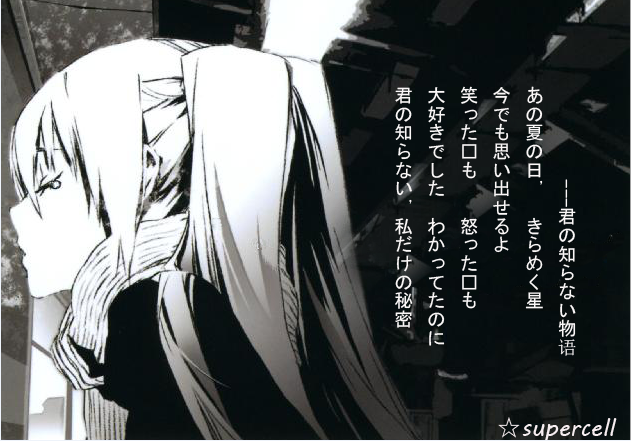 ——君の知らない物语
あの夏の日，　きらめく星
今でも思い出せるよ
笑った□も　怒った□も
大好きでした　わかってたのに
君の知らない，私だけの秘密
☆supercell